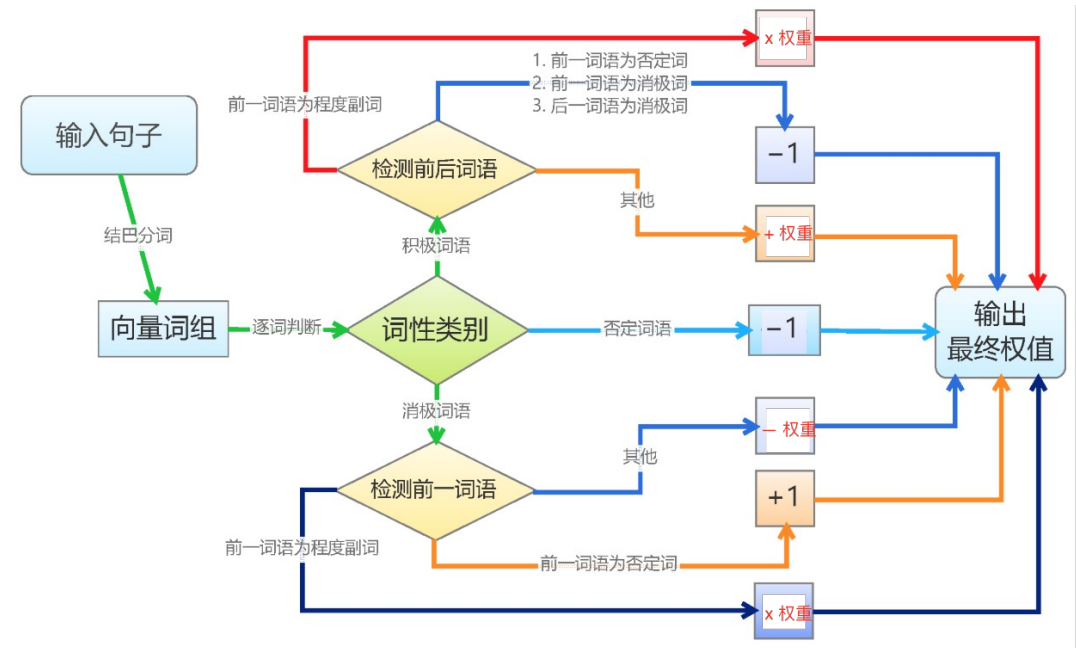 x 权重
1. 前一词语为否定词
2. 前一词语为消极词
3. 后一词语为消极词
前一词语为程度副词
输入句子
检测前后词语
−1
其他
+ 权重
结巴分词
积极词语
向量词组
逐词判断
词性类别
否定词语
−1
输出
最终权值
消极词语
— 权重
其他
检测前一词语
+1
前一词语为程度副词
前一词语为否定词
x 权重